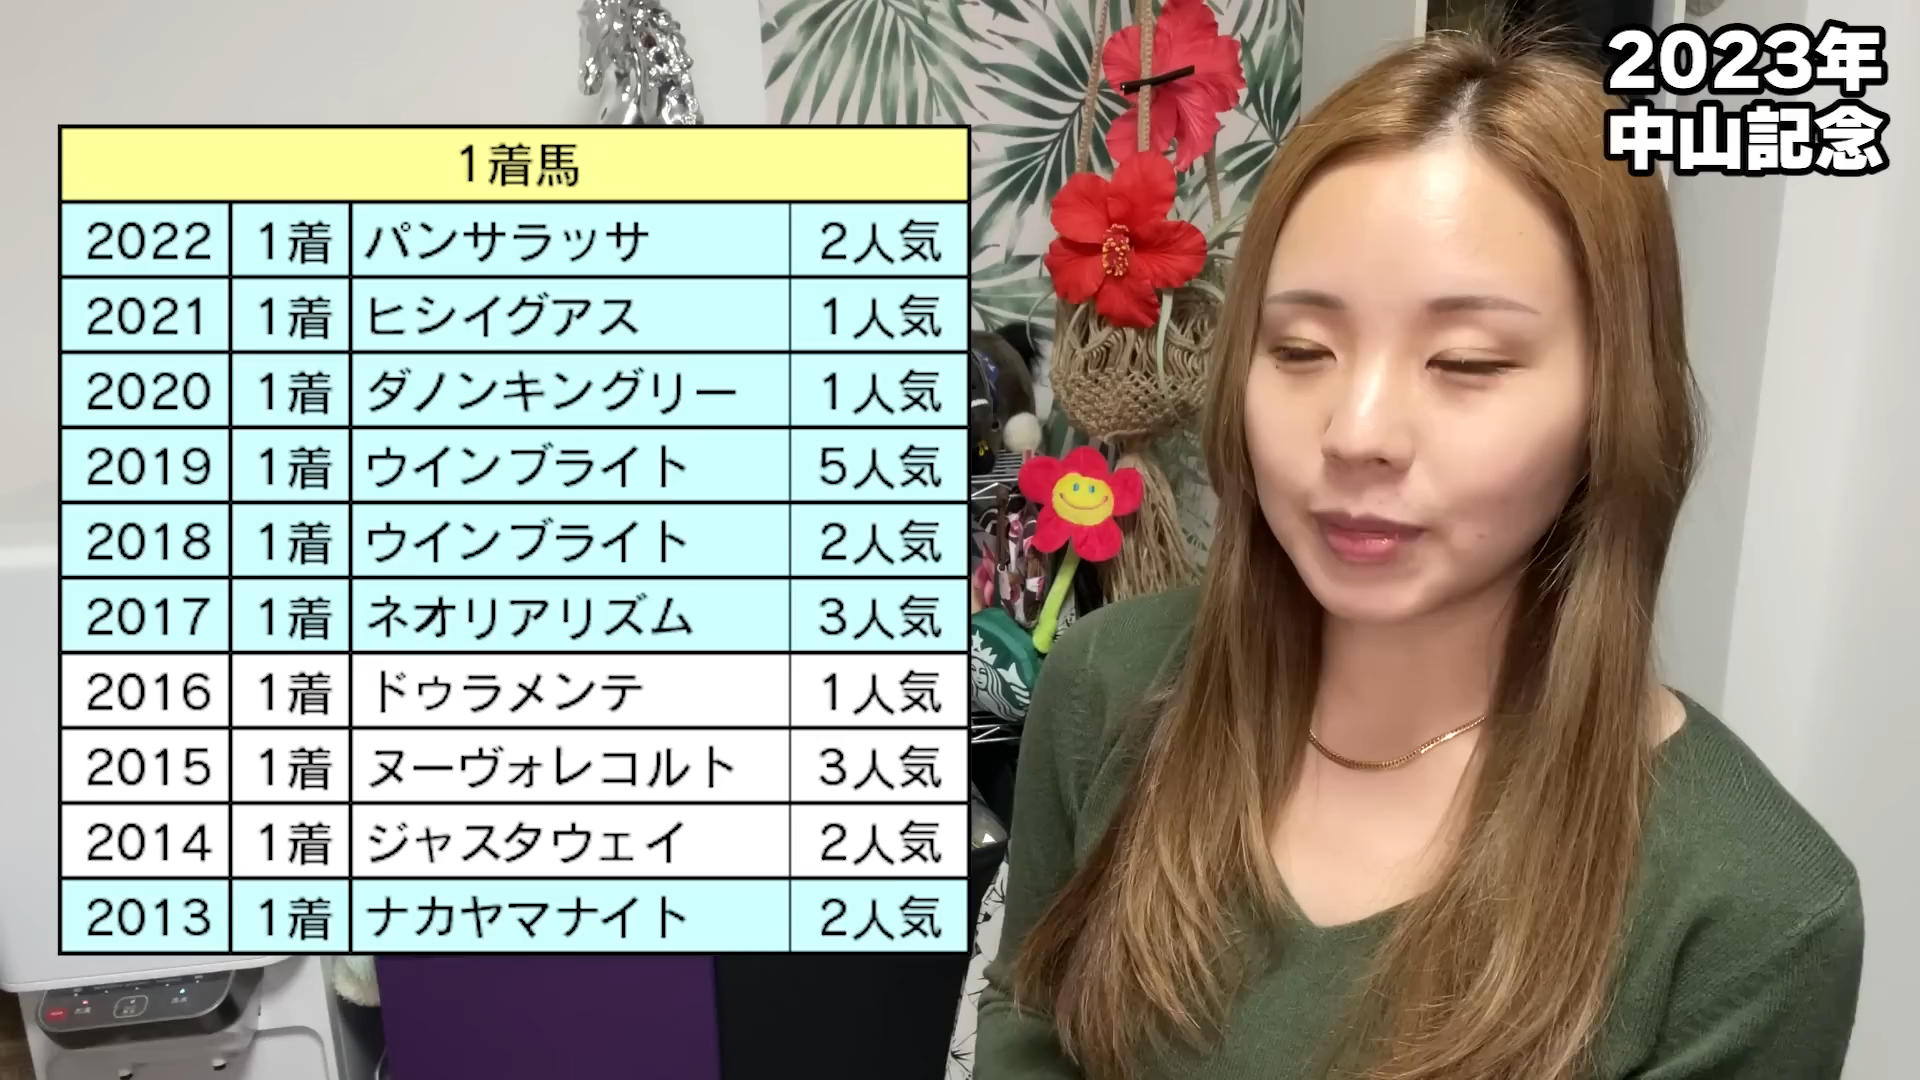 2023年
中山記念
1着馬
2022 1着 パンサラッサ 2人気
2021 1着 ヒシイグアス 1人気
2020 1着 ダノンキングリー 1人気
2019 1着 ウインブライト 5人気
2018 1着 ウインブライト 2人気
2017 1着 ネオリアリズム 3人気
2016 1着 ドゥラメンテ 1人気
2015 1着 ヌーヴォレコルト 3人気
2014 1着 ジャスタウェイ 2人気
2013 1着 ナカヤマナイト 2人気